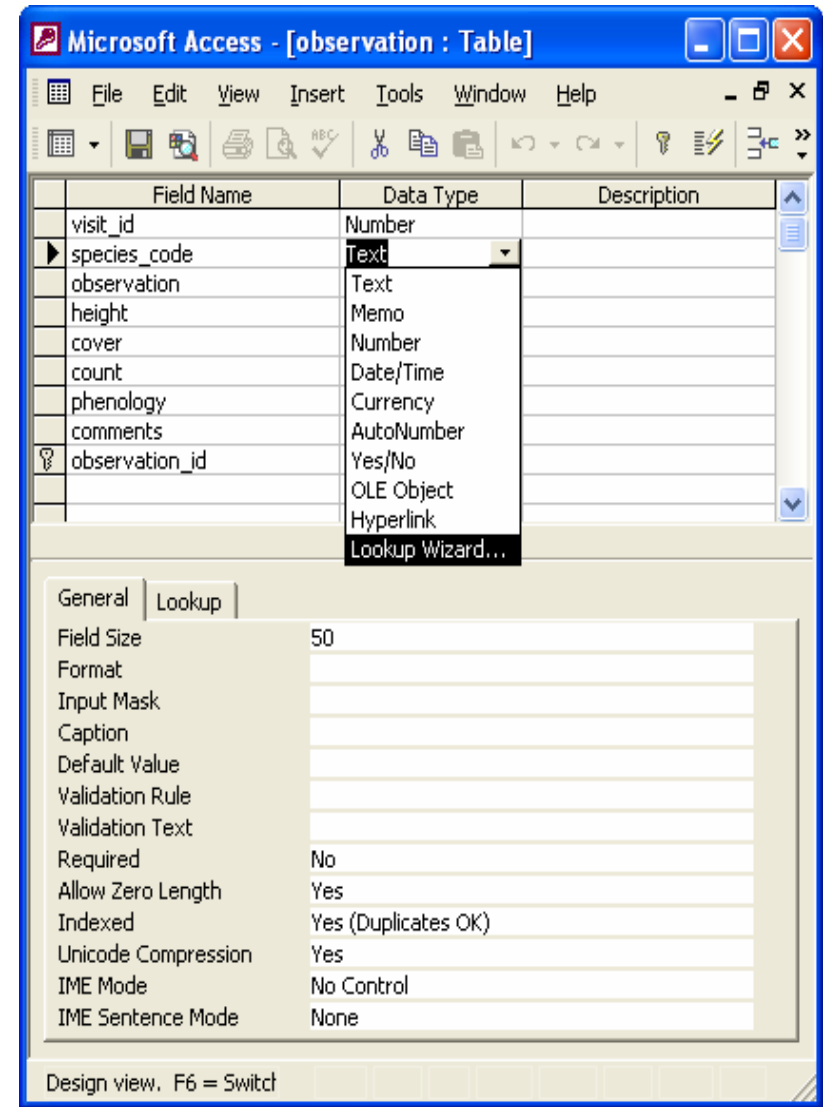 Microsoft Access - [observation : Table]
File Edit View Insert Tools Window Help
ABC
Field Name Data Type Description
visit_id Number
species_code Text
observation Text
height Memo
cover Number
count Date/Time
phenology Currency
comments AutoNumber
observation_id Yes/No
OLE Object
Hyperlink
Lookup Wizard...
General Lookup
Field Size 50
Format
Input Mask
Caption
Default Value
Validation Rule
Validation Text
Required No
Allow Zero Length Yes
Indexed Yes (Duplicates OK)
Unicode Compression Yes
IME Mode No Control
IME Sentence Mode None
Design view. F6 = Switch